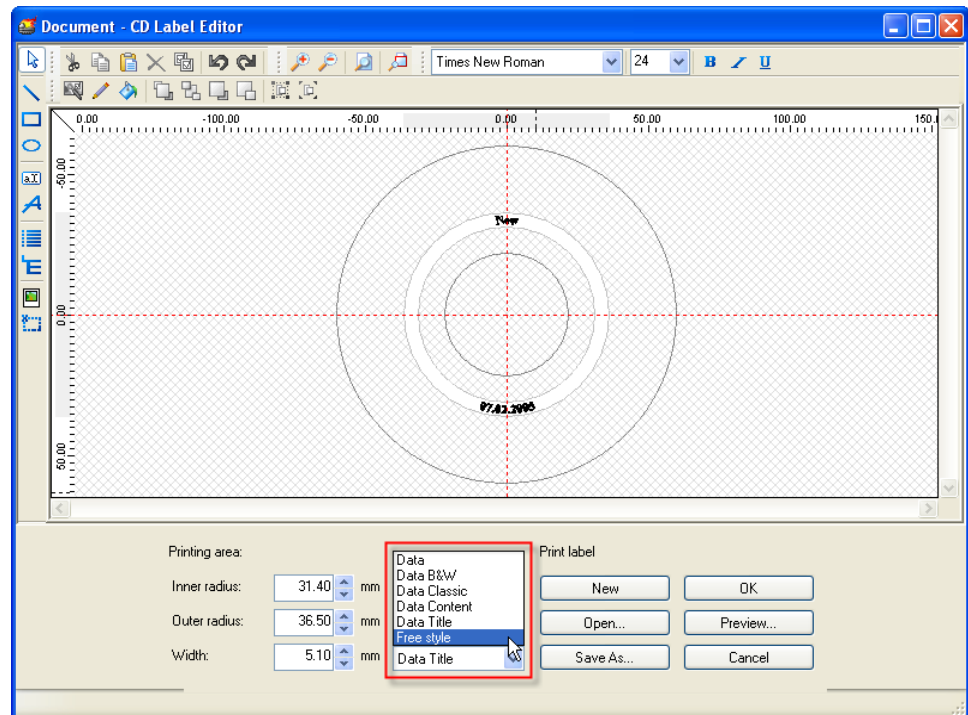 Document - CD Label Editor
Times New Roman 24 B I U
0.00 -100.00 -50.00 0.00 50.00 100.00 150.
-50.00
0.00
50.00
New
07.02.2005
Printing area:
Inner radius: 31.40 mm
Outer radius: 36.50 mm
Width: 5.10 mm
Data
Data B&W
Data Classic
Data Content
Data Title
Free style
Data Title
Print label
New OK
Open... Preview...
Save As... Cancel